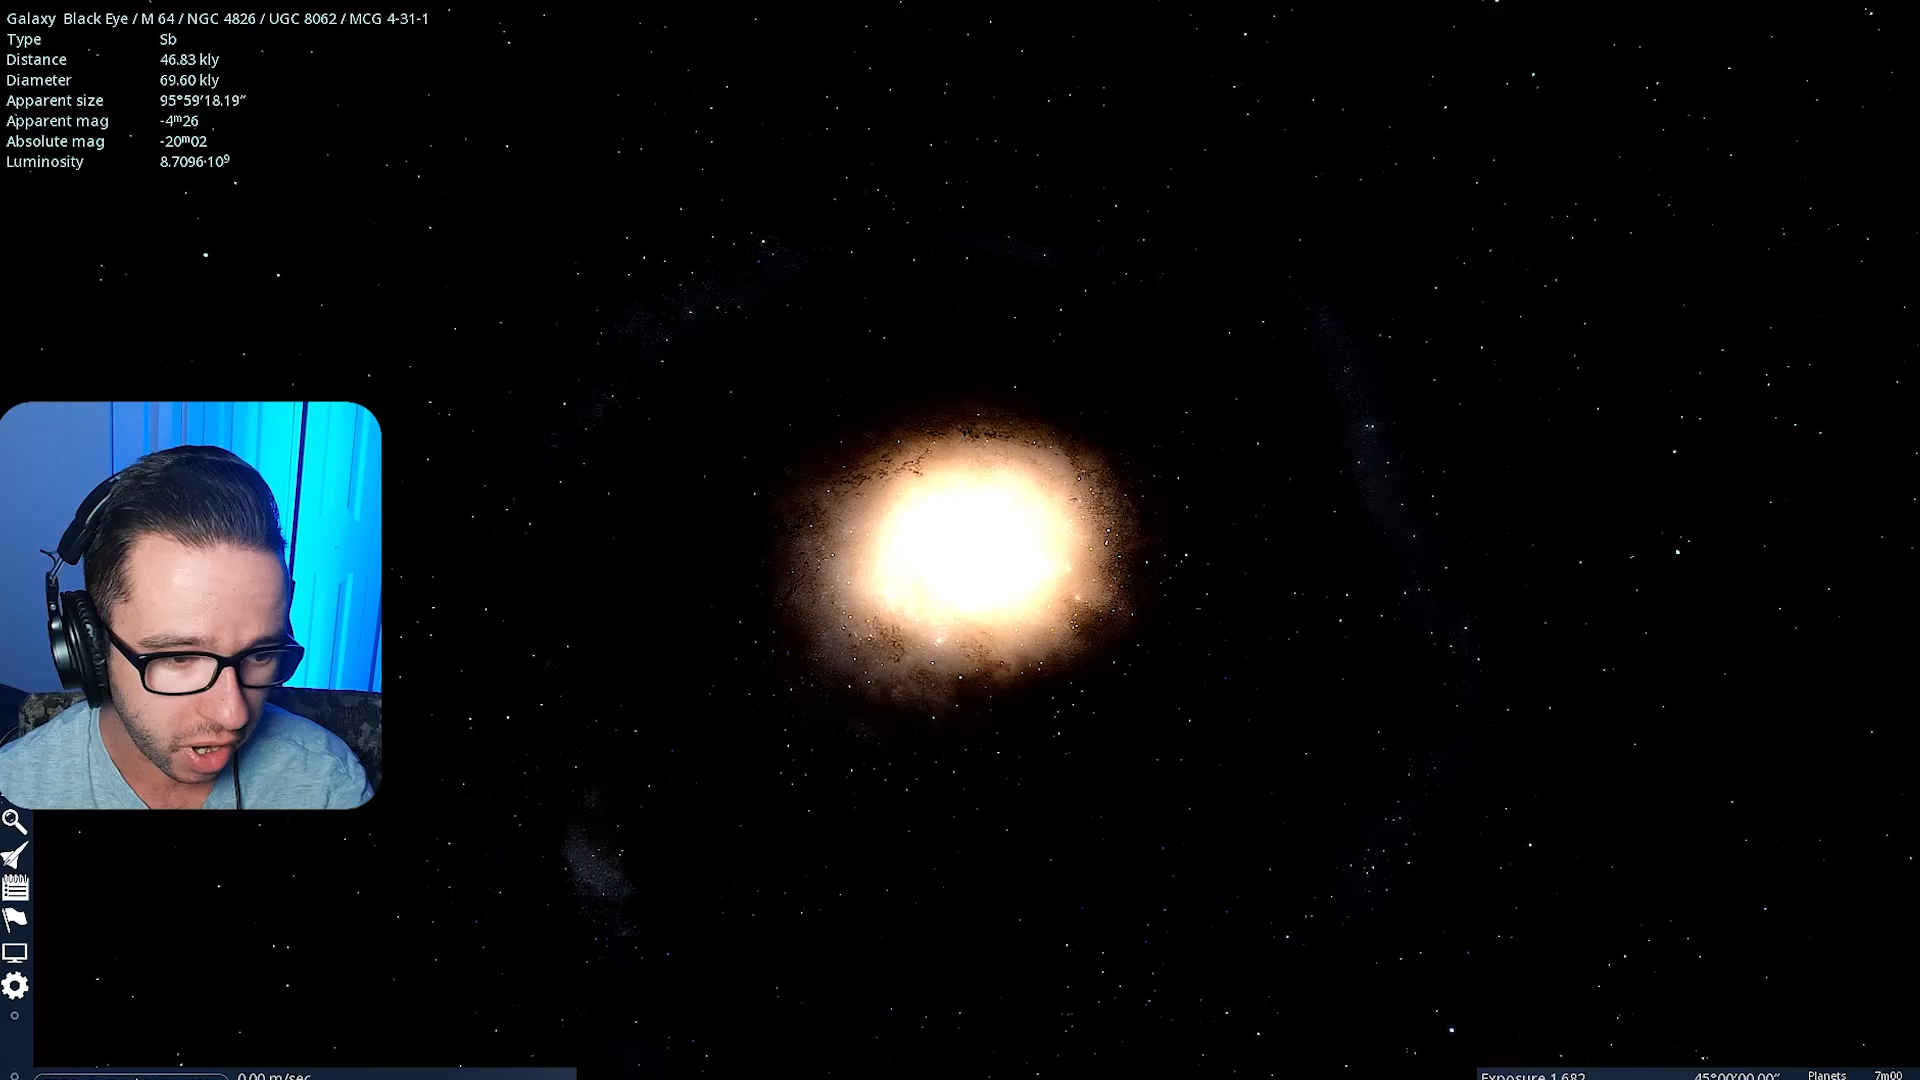 Galaxy Black Eye / M 64 / NGC 4826 / UGC 8062 / MCG 4-31-1
Type Sb
Distance 46.83 kly
Diameter 69.60 kly
Apparent size 95°59′18.19″
Apparent mag -4ᵐ26
Absolute mag -20ᵐ02
Luminosity 8.7096·10⁹
0.00 m/sec
Exposure 1.682 45°00′00.00″ Planets 7m00